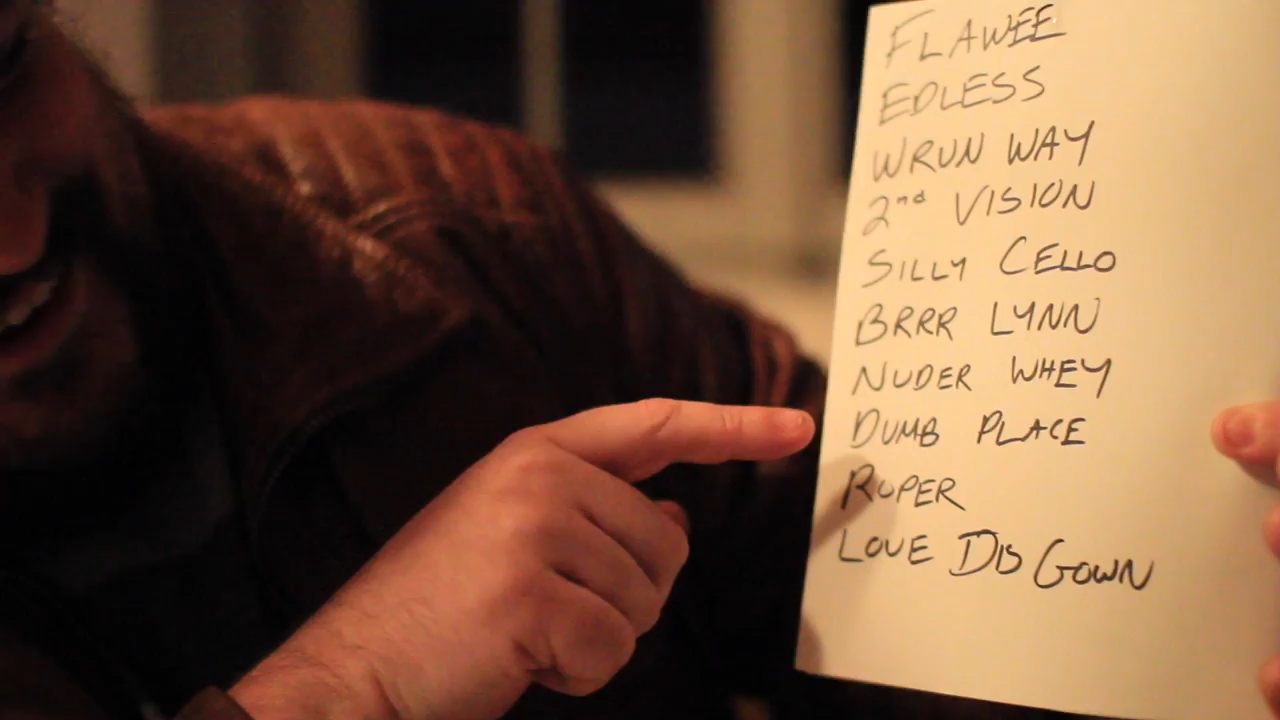 FLAWEE
EDLESS
WRUN WAY
2nd VISION
SILLY CELLO
BRRR LYNN
NUDER WHEY
DUMB PLACE
RUPER
LOVE DIS GOWN